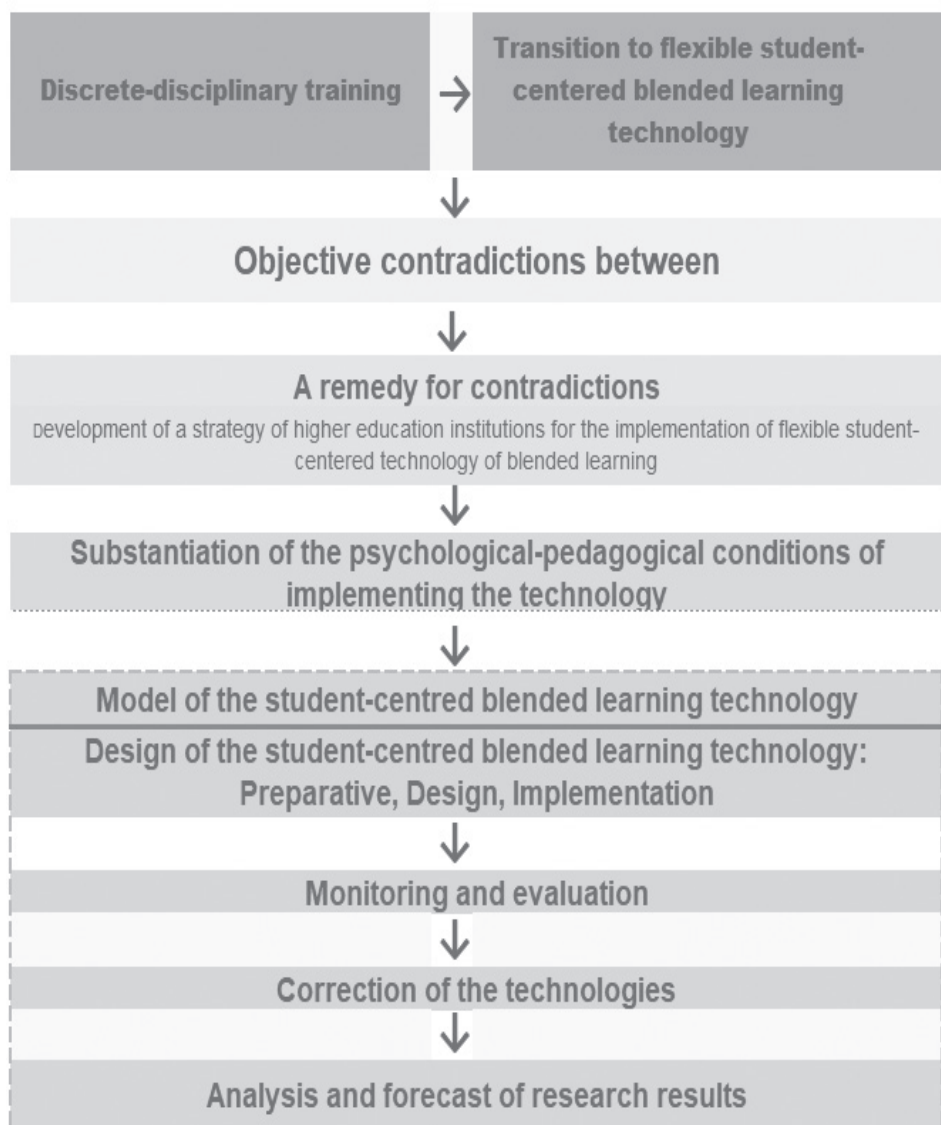 Discrete-disciplinary training
Transition to flexible student-
centered blended learning
technology
Objective contradictions between
A remedy for contradictions
Development of a strategy of higher education institutions for the implementation of flexible student-
centered technology of blended learning
Substantiation of the psychological-pedagogical conditions of
implementing the technology
Model of the student-centred blended learning technology
Design of the student-centred blended learning technology:
Preparative, Design, Implementation
Monitoring and evaluation
Correction of the technologies
Analysis and forecast of research results